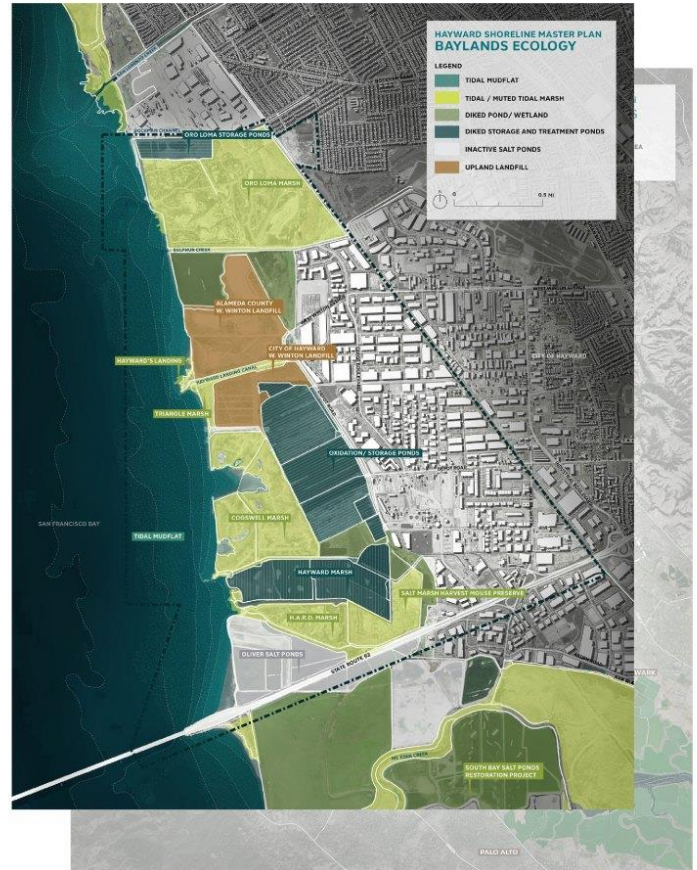 HAYWARD SHORELINE MASTER PLAN
BAYLANDS ECOLOGY
LEGEND
TIDAL MUDFLAT
TIDAL / MUTED TIDAL MARSH
DIKED POND/ WETLAND
DIKED STORAGE AND TREATMENT PONDS
INACTIVE SALT PONDS
UPLAND LANDFILL
N
0
0.5 MI
ORO LOMA STORAGE PONDS
ORO LOMA MARSH
SULPHUR CREEK
ALAMEDA COUNTY
W. WINTON LANDFILL
CITY OF HAYWARD
W. WINTON LANDFILL
CITY OF HAYWARD
HAYWARD'S LANDING
HAYWARD LANDING CANAL
TRIANGLE MARSH
OXIDATION/ STORAGE PONDS
DEPOT ROAD
COGSWELL MARSH
SAN FRANCISCO BAY
TIDAL MUDFLAT
HAYWARD MARSH
SALT MARSH HARVEST MOUSE PRESERVE
H.A.R.D. MARSH
OLIVER SALT PONDS
STATE ROUTE 92
WARK
SOUTH BAY SALT PONDS
RESTORATION PROJECT
PALO ALTO